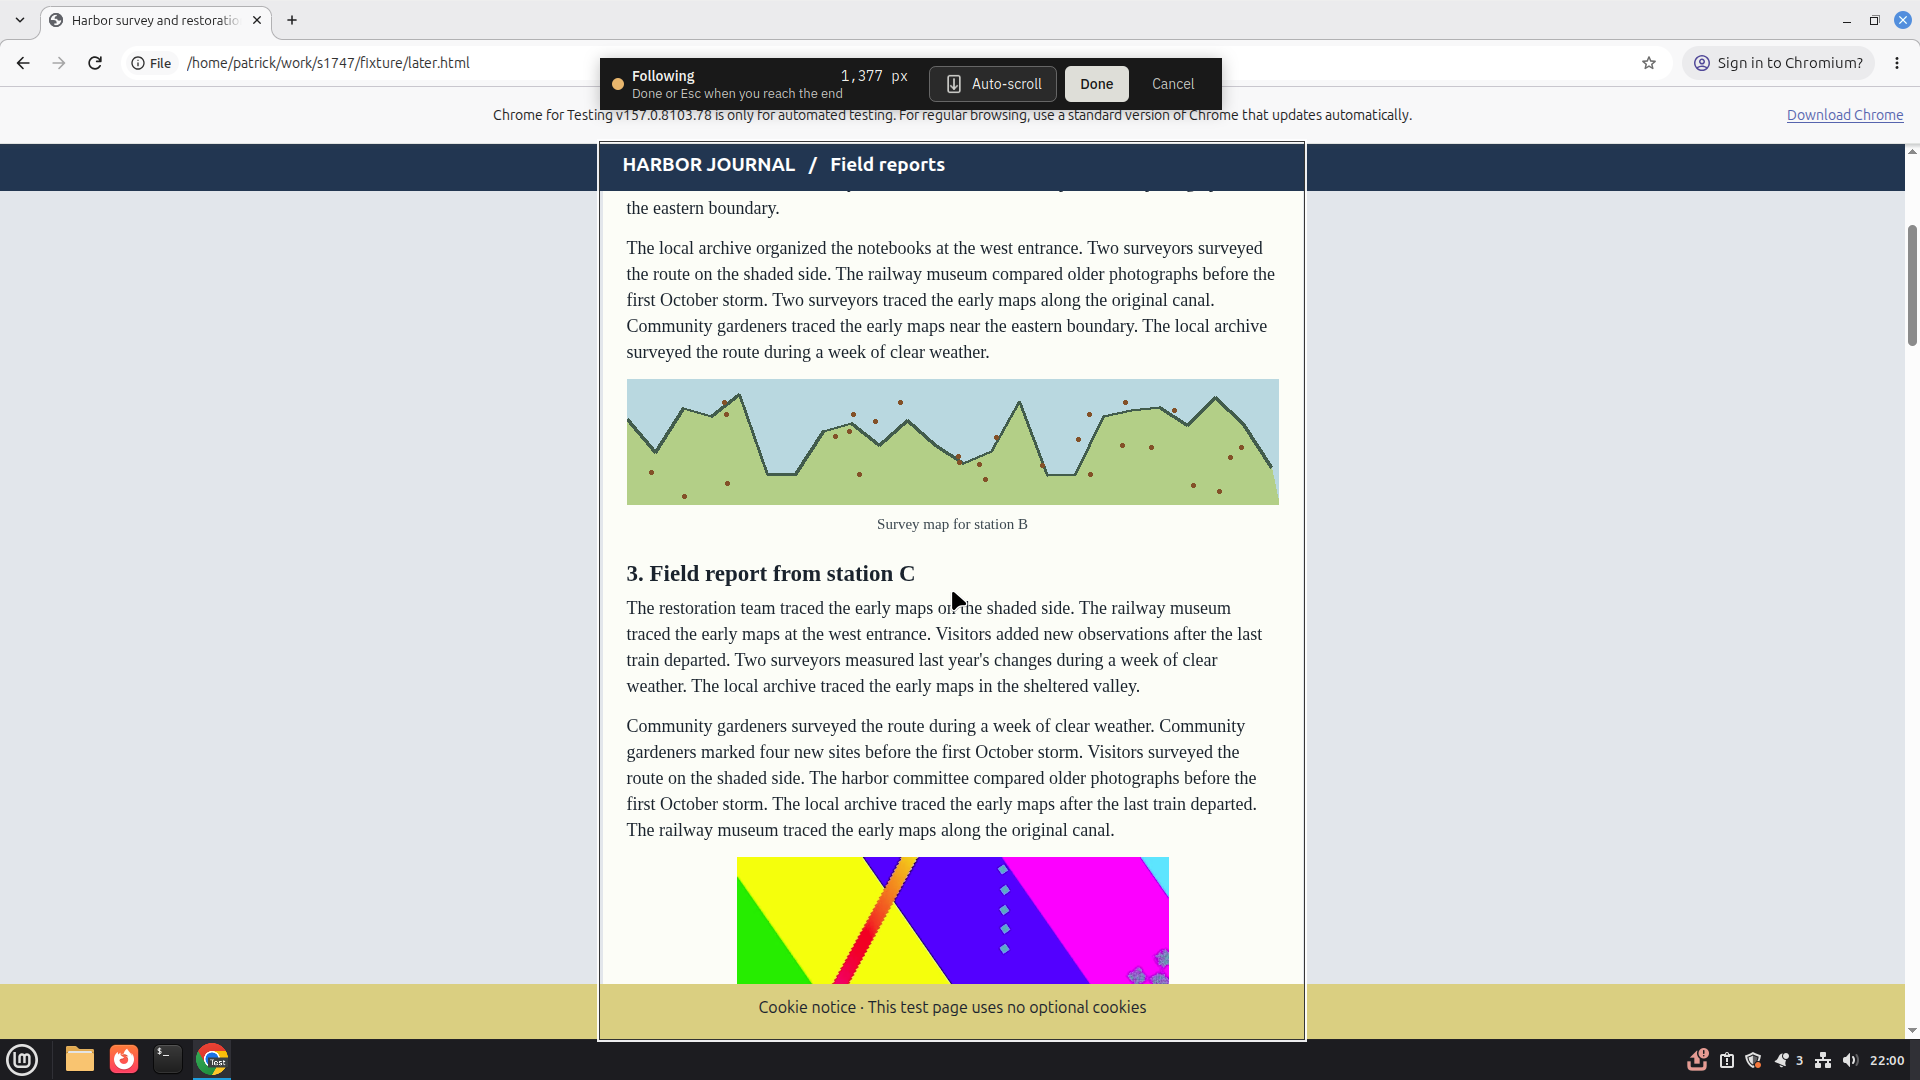 Harbor survey and restoratio
File
/home/patrick/work/s1747/fixture/later.html
Sign in to Chromium?
Following
1,377 px
Done or Esc when you reach the end
Auto-scroll
Done
Cancel
Chrome for Testing v157.0.8103.78 is only for automated testing. For regular browsing, use a standard version of Chrome that updates automatically.
Download Chrome
HARBOR JOURNAL / Field reports
the eastern boundary.
The local archive organized the notebooks at the west entrance. Two surveyors surveyed
the route on the shaded side. The railway museum compared older photographs before the
first October storm. Two surveyors traced the early maps along the original canal.
Community gardeners traced the early maps near the eastern boundary. The local archive
surveyed the route during a week of clear weather.
Survey map for station B
3. Field report from station C
The restoration team traced the early maps on the shaded side. The railway museum
traced the early maps at the west entrance. Visitors added new observations after the last
train departed. Two surveyors measured last year's changes during a week of clear
weather. The local archive traced the early maps in the sheltered valley.
Community gardeners surveyed the route during a week of clear weather. Community
gardeners marked four new sites before the first October storm. Visitors surveyed the
route on the shaded side. The harbor committee compared older photographs before the
first October storm. The local archive traced the early maps after the last train departed.
The railway museum traced the early maps along the original canal.
Cookie notice · This test page uses no optional cookies
$_
Test
3
22:00